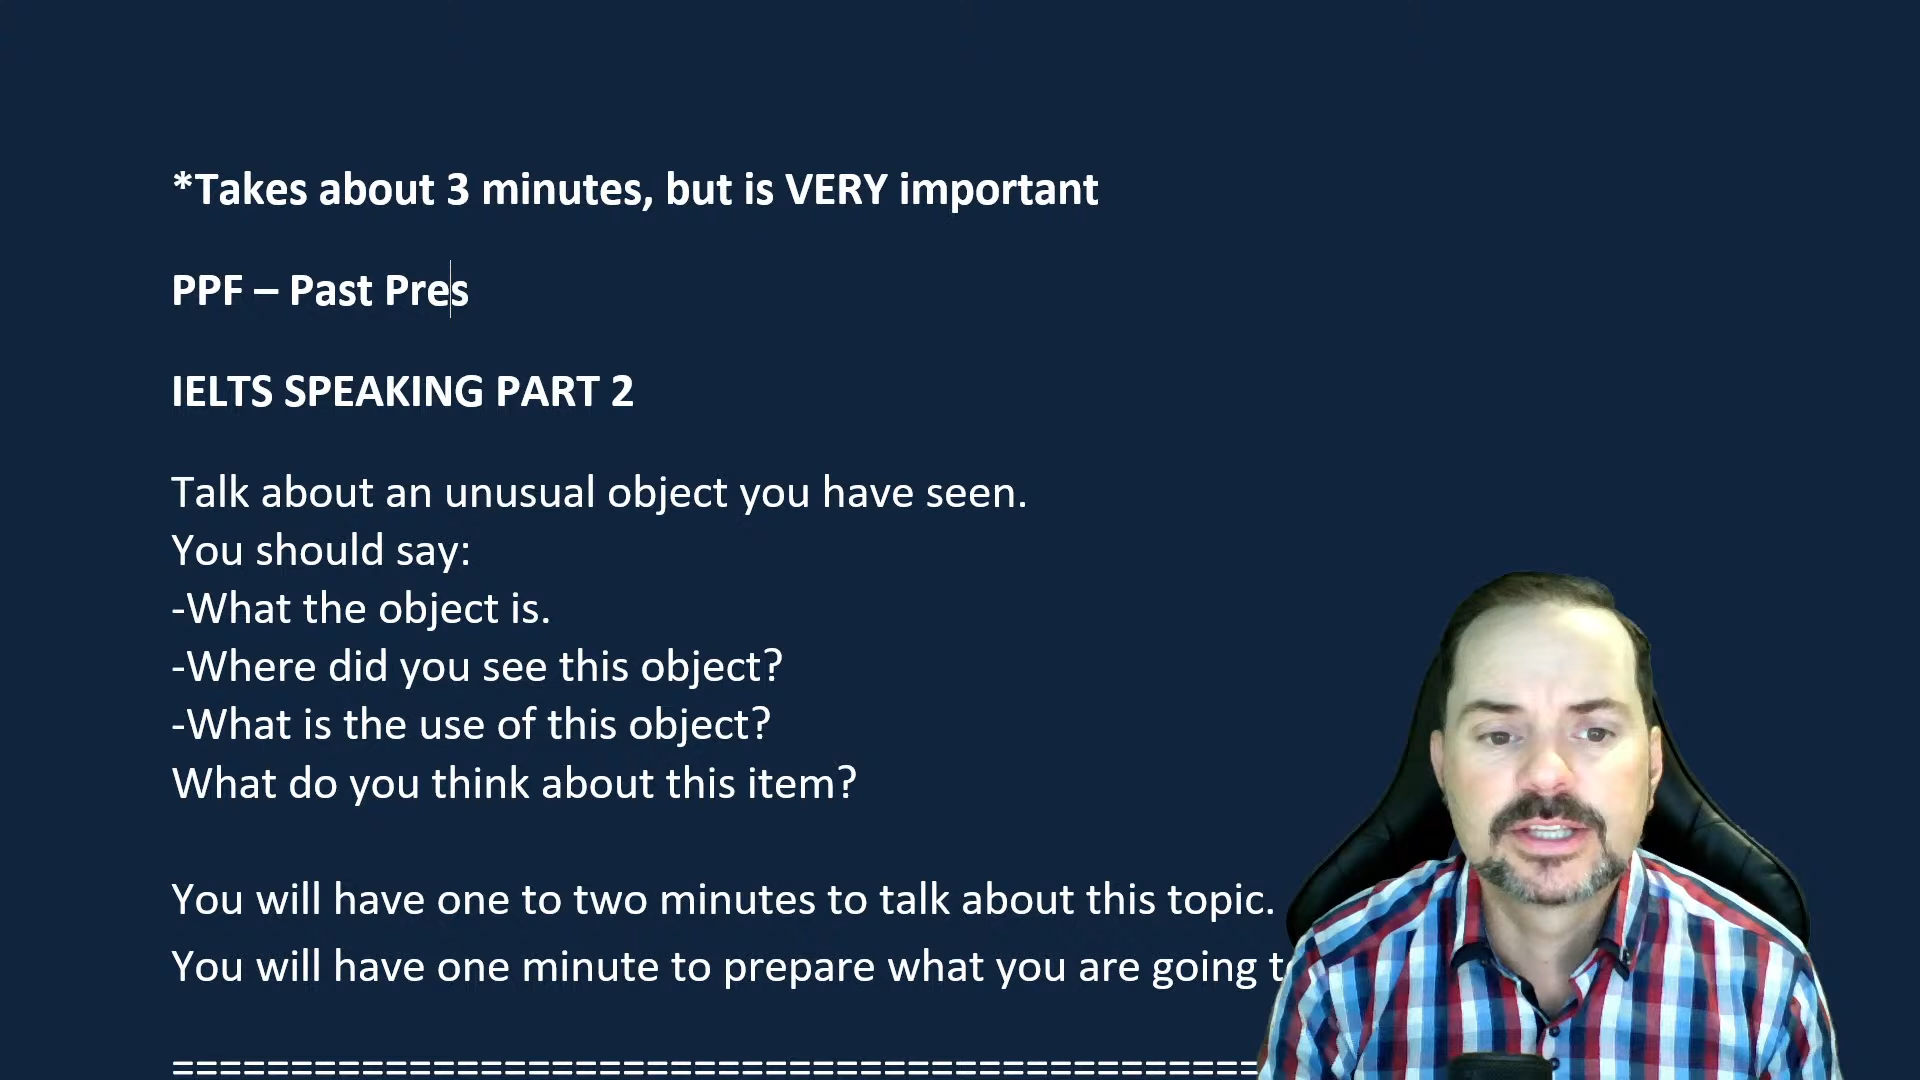 *Takes about 3 minutes, but is VERY important
PPF – Past Pres
IELTS SPEAKING PART 2
Talk about an unusual object you have seen.
You should say:
-What the object is.
-Where did you see this object?
-What is the use of this object?
What do you think about this item?
You will have one to two minutes to talk about this topic.
You will have one minute to prepare what you are going
==============================================